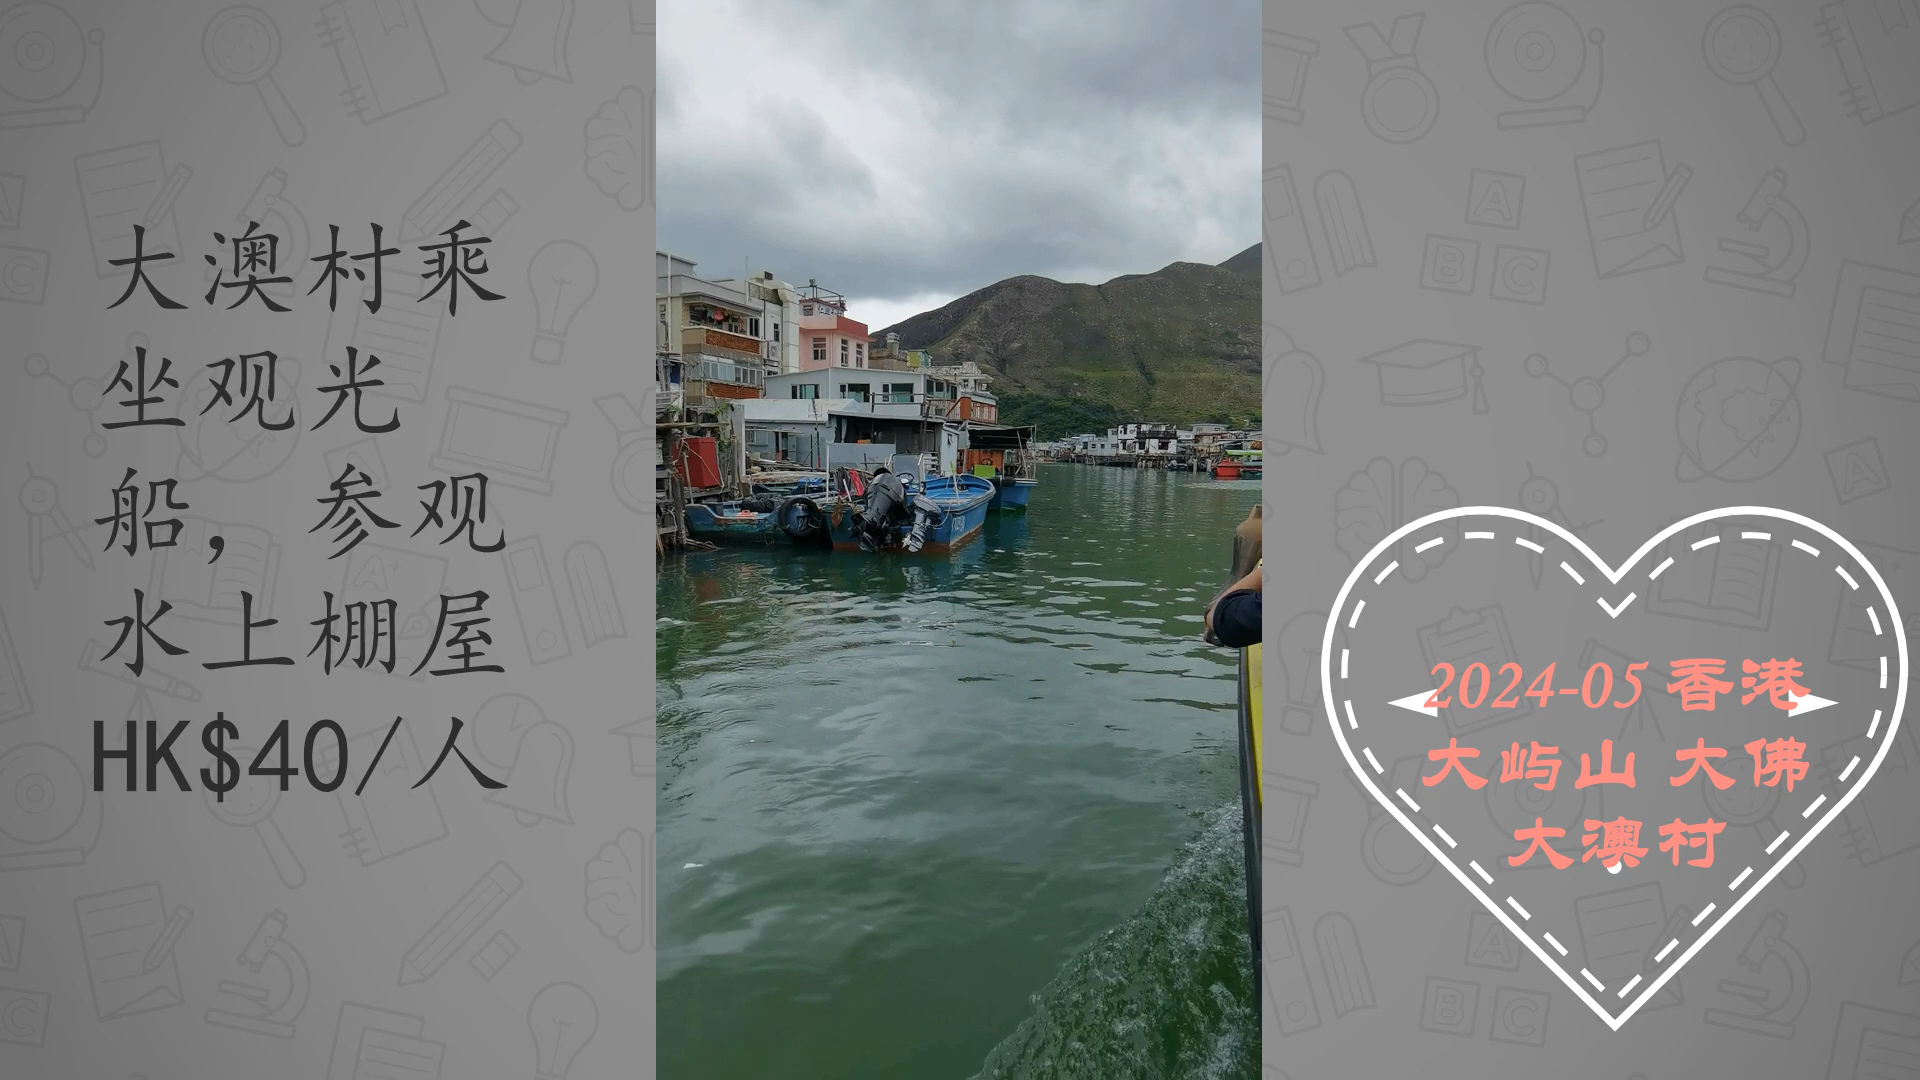 大澳村乘
坐观光
船，参观
水上棚屋
HK$40/人
2024-05 香港
大屿山 大佛
大澳村